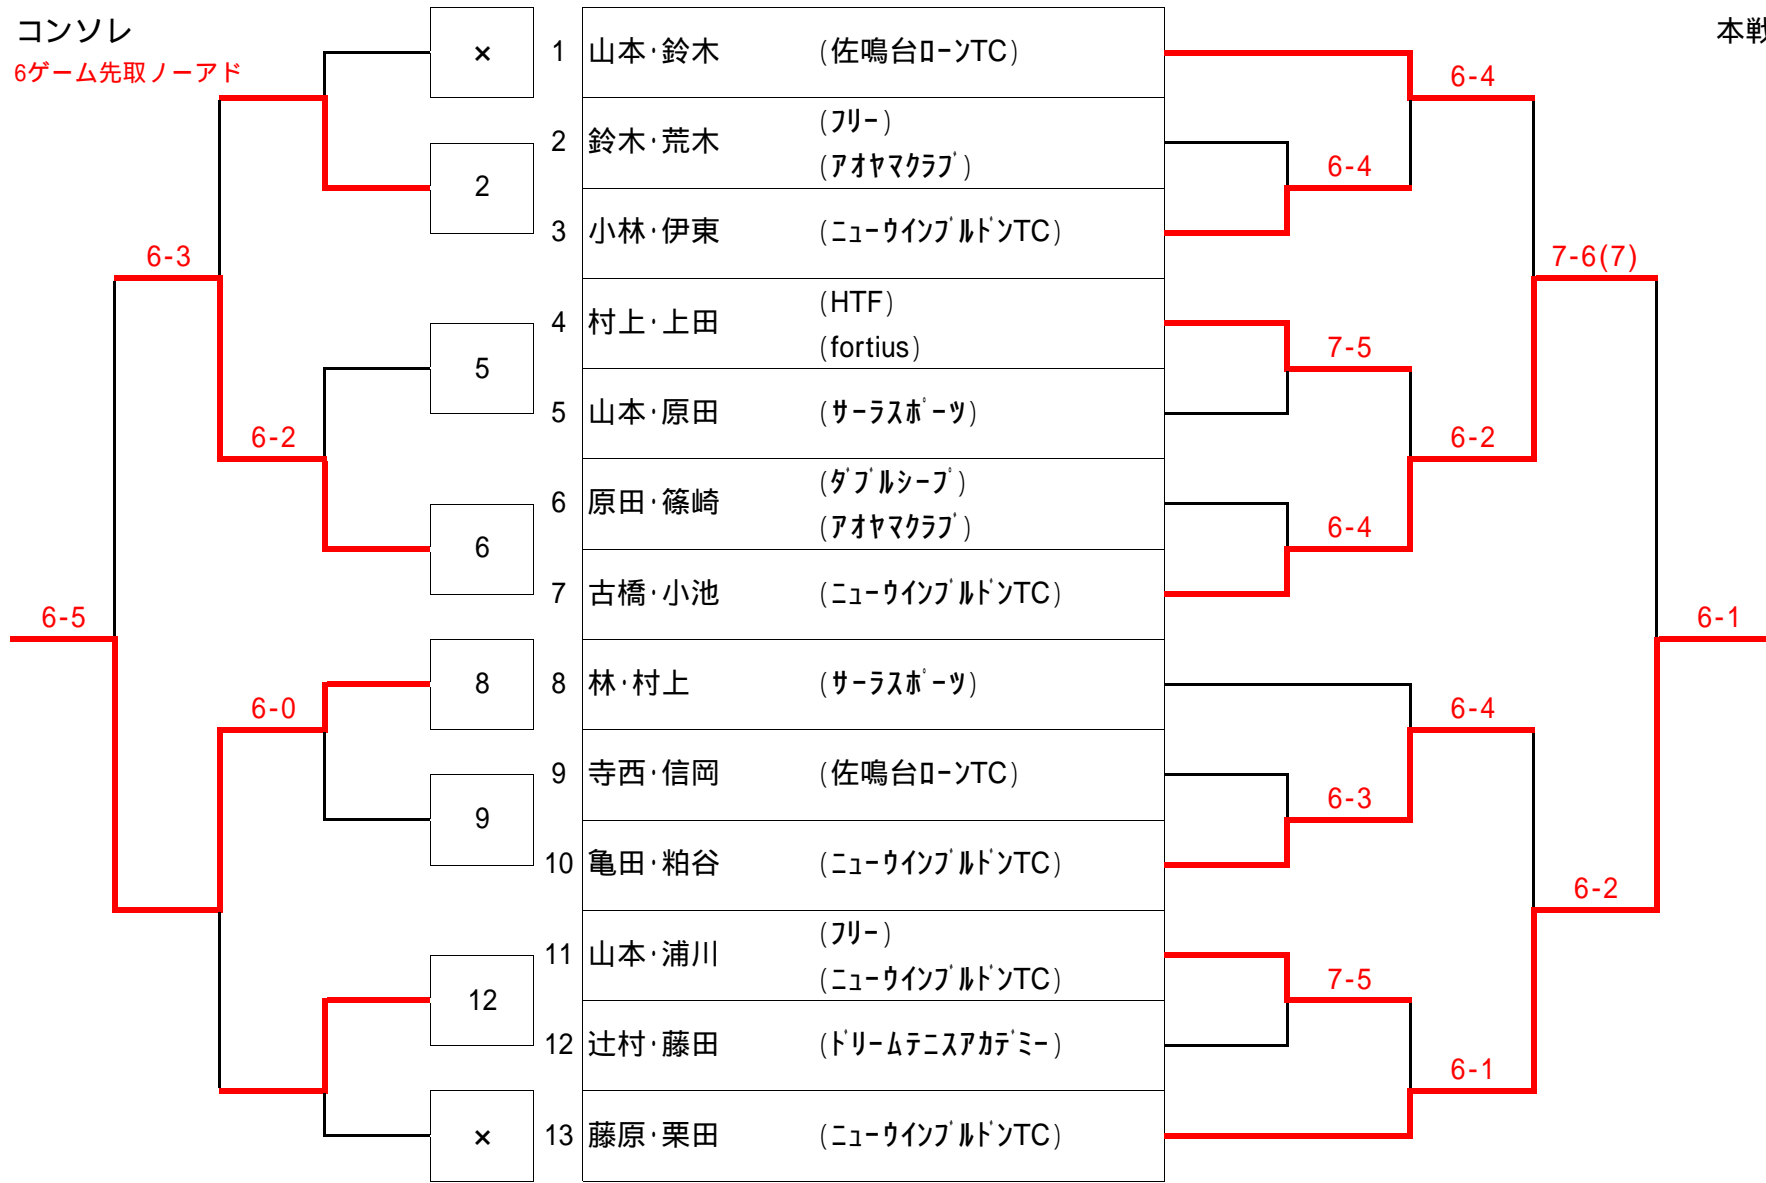 コンソレ
本戦
6ゲーム先取ノーアド
× 1 山本・鈴木 (佐鳴台ﾛｰﾝTC)
6-4
2 2 鈴木・荒木 (ﾌﾘｰ)
(ｱｵﾔﾏｸﾗﾌﾞ)
6-4
3 小林・伊東 (ﾆｭｰｳｲﾝﾌﾞﾙﾄﾞﾝTC)
6-3
7-6(7)
4 村上・上田 (HTF)
(fortius)
7-5
5
5 山本・原田 (ｻｰﾗｽﾎﾟｰﾂ)
6-2
6-2
6 原田・篠崎 (ﾀﾞﾌﾞﾙｼｰﾌﾟ)
(ｱｵﾔﾏｸﾗﾌﾞ)
6-4
6
7 古橋・小池 (ﾆｭｰｳｲﾝﾌﾞﾙﾄﾞﾝTC)
6-5
6-1
8 8 林・村上 (ｻｰﾗｽﾎﾟｰﾂ)
6-0
6-4
9 寺西・信岡 (佐鳴台ﾛｰﾝTC)
6-3
9
10 亀田・粕谷 (ﾆｭｰｳｲﾝﾌﾞﾙﾄﾞﾝTC)
6-2
11 山本・浦川 (ﾌﾘｰ)
(ﾆｭｰｳｲﾝﾌﾞﾙﾄﾞﾝTC)
7-5
12
12 辻村・藤田 (ﾄﾞﾘｰﾑﾃﾆｽｱｶﾃﾞﾐｰ)
6-1
× 13 藤原・栗田 (ﾆｭｰｳｲﾝﾌﾞﾙﾄﾞﾝTC)